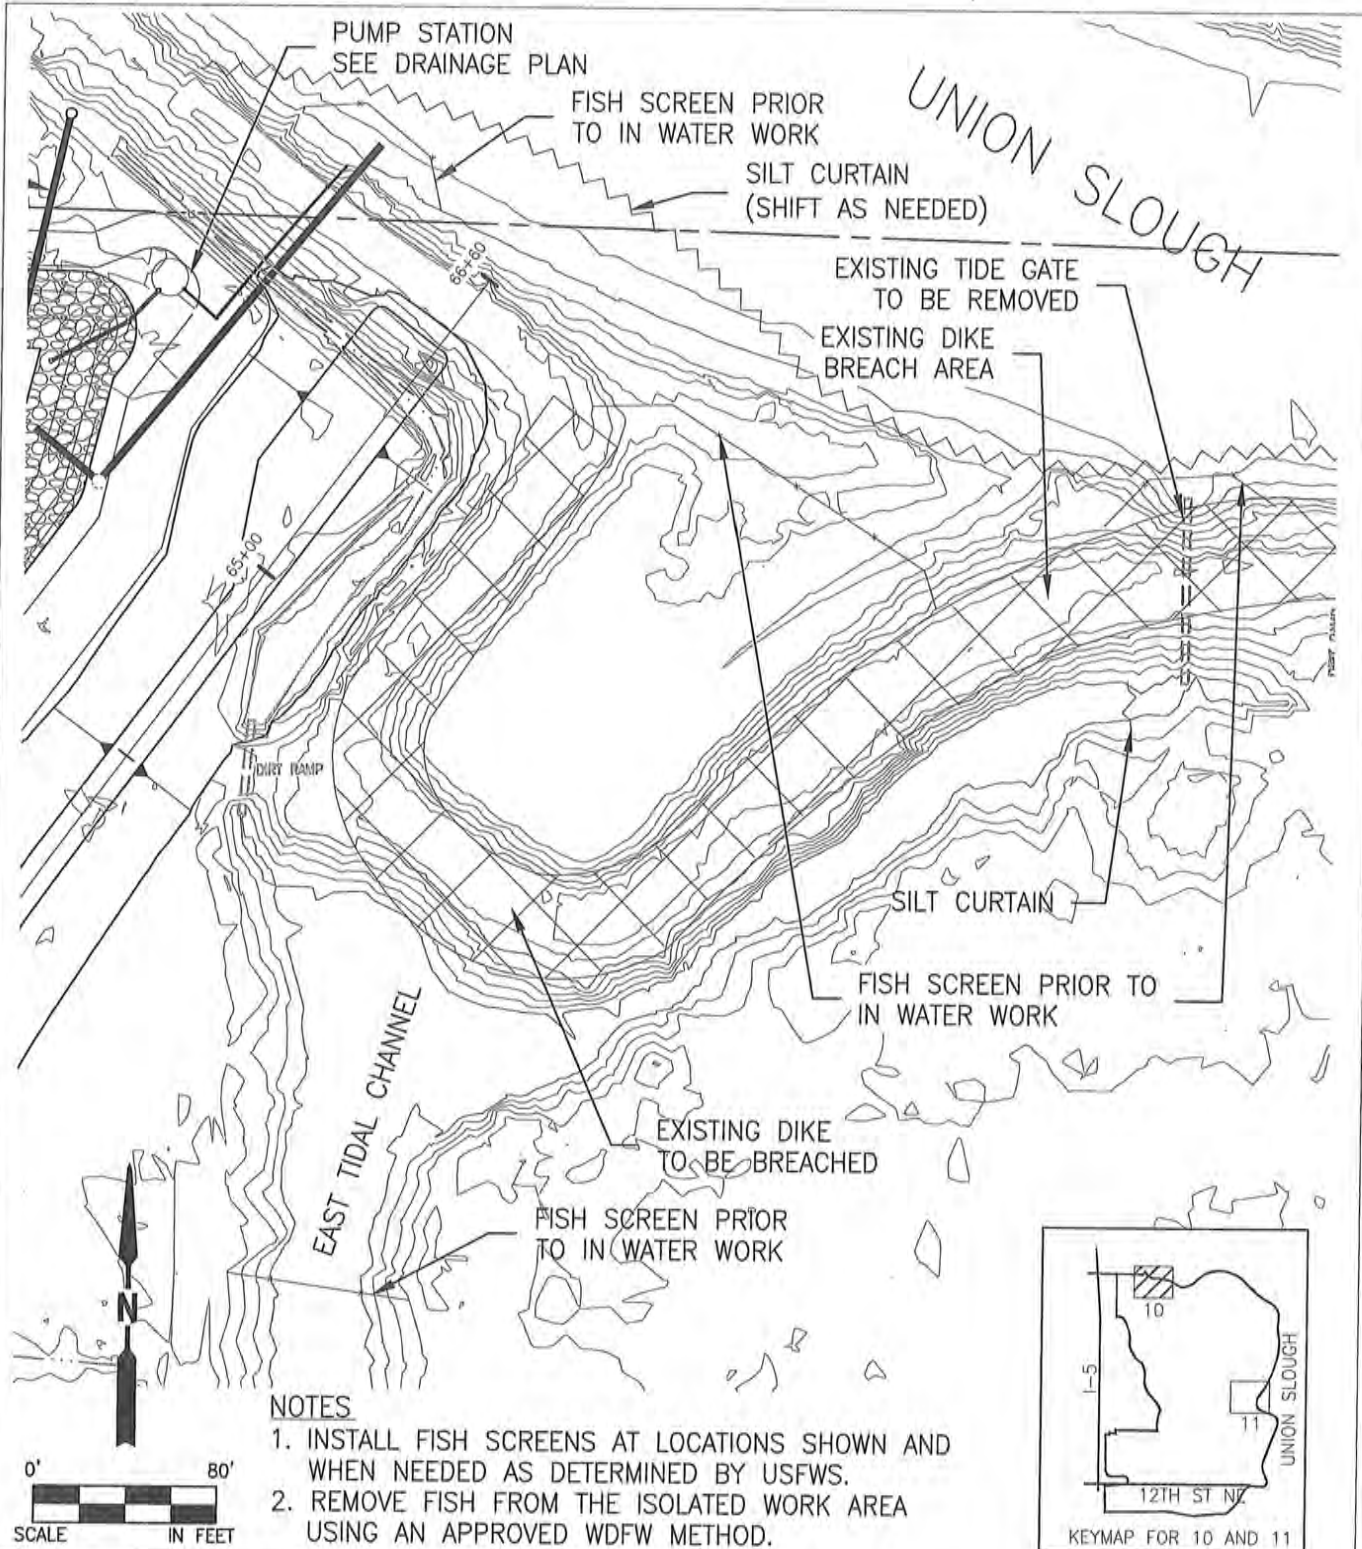 PUMP STATION
SEE DRAINAGE PLAN
FISH SCREEN PRIOR
TO IN WATER WORK
UNION SLOUGH
SILT CURTAIN
(SHIFT AS NEEDED)
EXISTING TIDE GATE
TO BE REMOVED
66+60
EXISTING DIKE
BREACH AREA
65+00
DIRT RAMP
SILT CURTAIN
FISH SCREEN PRIOR TO
IN WATER WORK
EAST TIDAL CHANNEL
EXISTING DIKE
TO BE BREACHED
FISH SCREEN PRIOR
TO IN WATER WORK
N
0' 80'
SCALE IN FEET
NOTES
1. INSTALL FISH SCREENS AT LOCATIONS SHOWN AND
WHEN NEEDED AS DETERMINED BY USFWS.
2. REMOVE FISH FROM THE ISOLATED WORK AREA
USING AN APPROVED WDFW METHOD.
10
I-5
11
UNION SLOUGH
12TH ST NE
KEYMAP FOR 10 AND 11